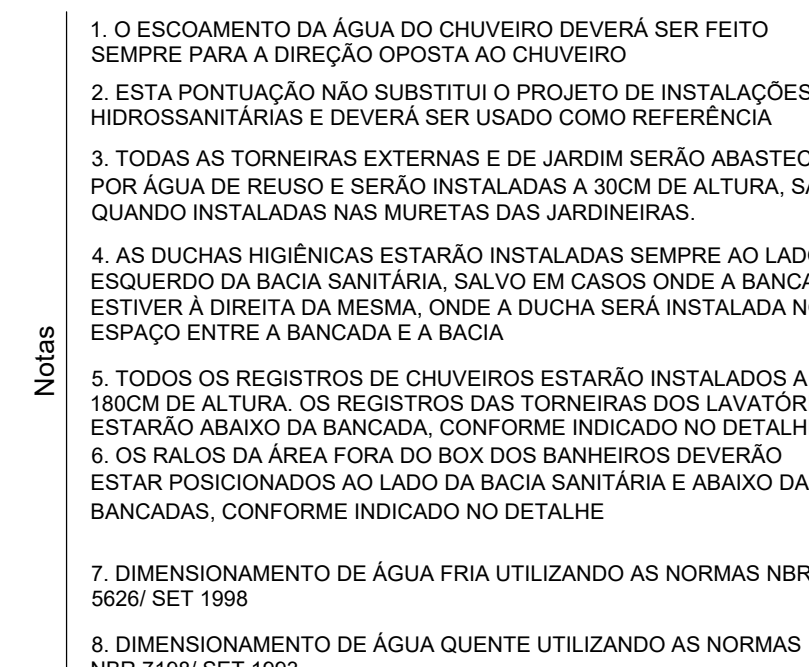 Notas
1. O ESCOAMENTO DA ÁGUA DO CHUVEIRO DEVERÁ SER FEITO
SEMPRE PARA A DIREÇÃO OPOSTA AO CHUVEIRO
2. ESTA PONTUAÇÃO NÃO SUBSTITUI O PROJETO DE INSTALAÇÕES
HIDROSSANITÁRIAS E DEVERÁ SER USADO COMO REFERÊNCIA
3. TODAS AS TORNEIRAS EXTERNAS E DE JARDIM SERÃO ABASTEC
POR ÁGUA DE REUSO E SERÃO INSTALADAS A 30CM DE ALTURA, SA
QUANDO INSTALADAS NAS MURETAS DAS JARDINEIRAS.
4. AS DUCHAS HIGIÊNICAS ESTARÃO INSTALADAS SEMPRE AO LADO
ESQUERDO DA BACIA SANITÁRIA, SALVO EM CASOS ONDE A BANCA
ESTIVER À DIREITA DA MESMA, ONDE A DUCHA SERÁ INSTALADA NO
ESPAÇO ENTRE A BANCADA E A BACIA
5. TODOS OS REGISTROS DE CHUVEIROS ESTARÃO INSTALADOS A
180CM DE ALTURA. OS REGISTROS DAS TORNEIRAS DOS LAVATÓR
ESTARÃO ABAIXO DA BANCADA, CONFORME INDICADO NO DETALH
6. OS RALOS DA ÁREA FORA DO BOX DOS BANHEIROS DEVERÃO
ESTAR POSICIONADOS AO LADO DA BACIA SANITÁRIA E ABAIXO DA
BANCADAS, CONFORME INDICADO NO DETALHE
7. DIMENSIONAMENTO DE ÁGUA FRIA UTILIZANDO AS NORMAS NBR
5626/ SET 1998
8. DIMENSIONAMENTO DE ÁGUA QUENTE UTILIZANDO AS NORMAS
NBR 7198/ SET 1993